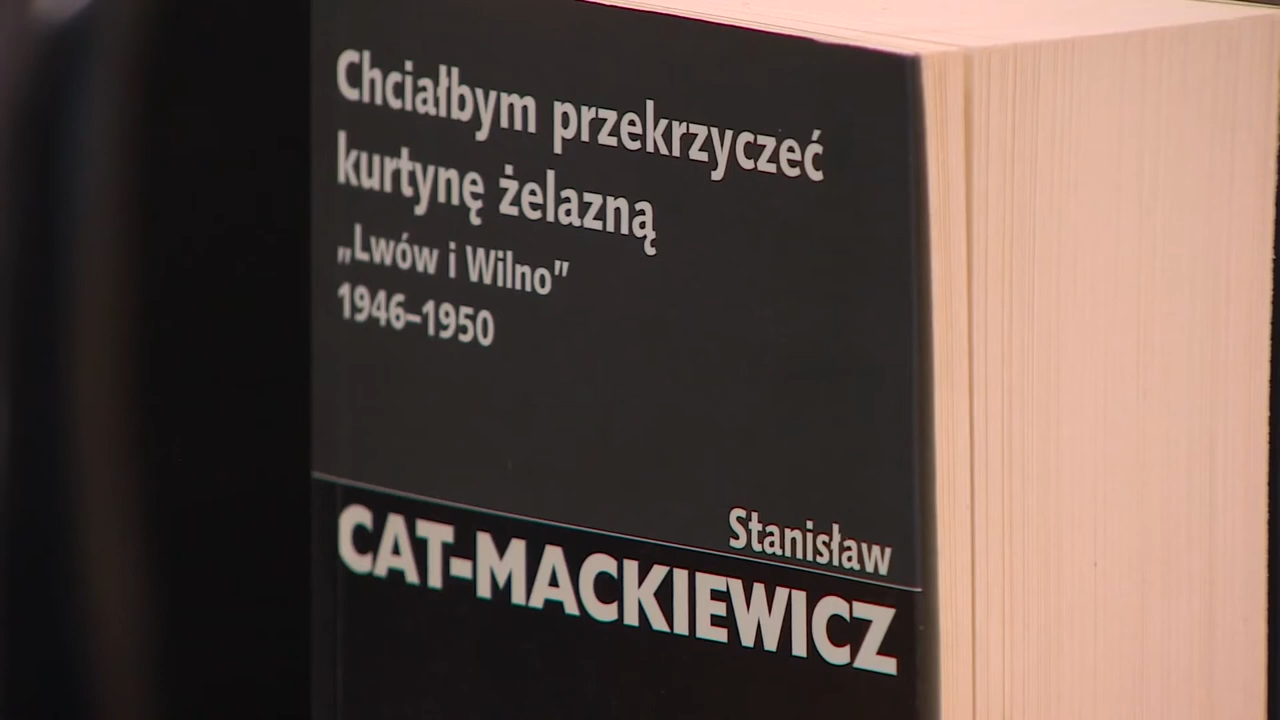 Chciałbym przekrzyczeć
kurtynę żelazną
„Lwów i Wilno”
1946–1950
Stanisław
CAT-MACKIEWICZ